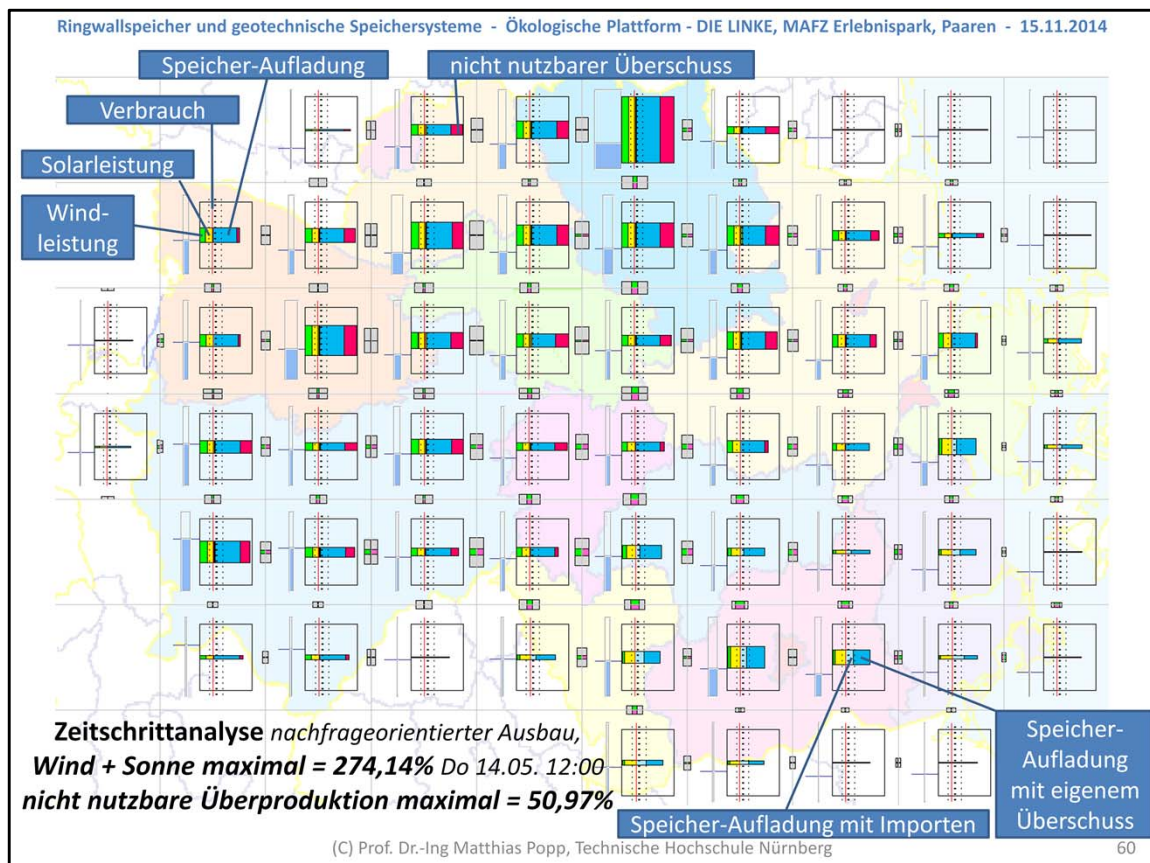 Ringwallspeicher und geotechnische Speichersysteme - Ökologische Plattform - DIE LINKE, MAFZ Erlebnispark, Paaren - 15.11.2014
Speicher-Aufladung
nicht nutzbarer Überschuss
Verbrauch
Solarleistung
Wind-
leistung
Zeitschrittanalyse nachfrageorientierter Ausbau,
Wind + Sonne maximal = 274,14% Do 14.05. 12:00
nicht nutzbare Überproduktion maximal = 50,97%
Speicher-
Aufladung
mit eigenem
Überschuss
Speicher-Aufladung mit Importen
(C) Prof. Dr.-Ing Matthias Popp, Technische Hochschule Nürnberg
60